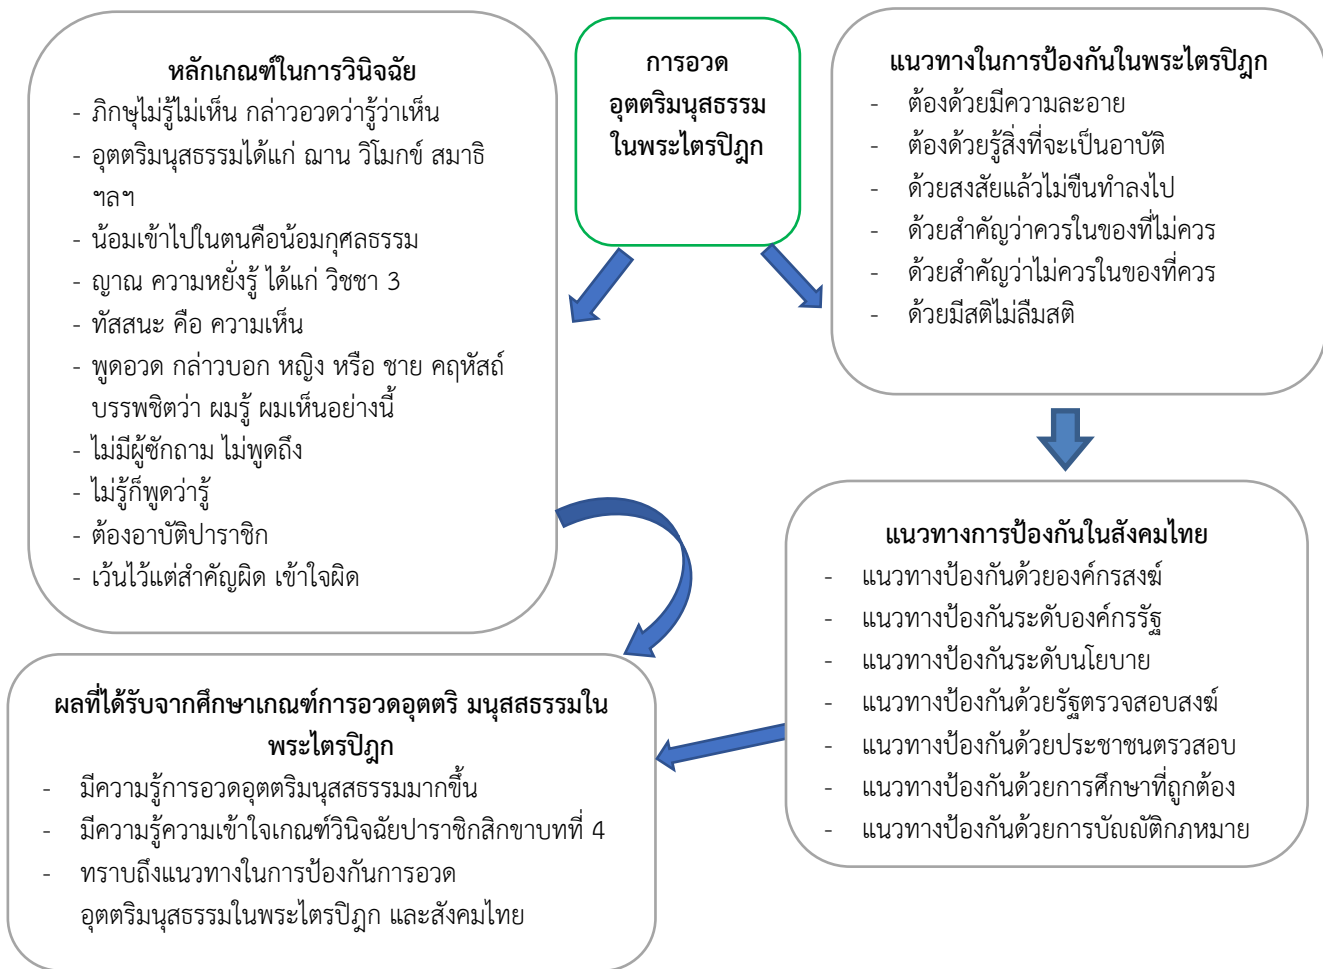 หลักเกณฑ์ในการวินิจฉัย
- ภิกษุไม่รู้ไม่เห็น กล่าวอวดว่ารู้ว่าเห็น
- อุตตริมนุสธรรมได้แก่ ฌาน วิโมกข์ สมาธิ
ฯลฯ
- น้อมเข้าไปในตนคือน้อมกุศลธรรม
- ญาณ ความหยั่งรู้ ได้แก่ วิชชา 3
- ทัสสนะ คือ ความเห็น
- พูดอวด กล่าวบอก หญิง หรือ ชาย คฤหัสถ์
บรรพชิตว่า ผมรู้ ผมเห็นอย่างนี้
- ไม่มีผู้ซักถาม ไม่พูดถึง
- ไม่รู้ก็พูดว่ารู้
- ต้องอาบัติปาราชิก
- เว้นไว้แต่สำคัญผิด เข้าใจผิด
การอวด
อุตตริมนุสธรรม
ในพระไตรปิฎก
แนวทางในการป้องกันในพระไตรปิฎก
- ต้องด้วยมีความละอาย
- ต้องด้วยรู้สิ่งที่จะเป็นอาบัติ
- ด้วยสงสัยแล้วไม่ขืนทำลงไป
- ด้วยสำคัญว่าควรในของที่ไม่ควร
- ด้วยสำคัญว่าไม่ควรในของที่ควร
- ด้วยมีสติไม่ลืมสติ
แนวทางการป้องกันในสังคมไทย
- แนวทางป้องกันด้วยองค์กรสงฆ์
- แนวทางป้องกันระดับองค์กรรัฐ
- แนวทางป้องกันระดับนโยบาย
- แนวทางป้องกันด้วยรัฐตรวจสอบสงฆ์
- แนวทางป้องกันด้วยประชาชนตรวสอบ
- แนวทางป้องกันด้วยการศึกษาที่ถูกต้อง
- แนวทางป้องกันด้วยการบัญญัติกภหมาย
ผลที่ได้รับจากศึกษาเกณฑ์การอวดอุตตริ มนุสสธรรมใน
พระไตรปิฎก
- มีความรู้การอวดอุตตริมนุสสธรรมมากขึ้น
- มีความรู้ความเข้าใจเกณฑ์วินิจฉัยปาราชิกสิกขาบทที่ 4
- ทราบถึงแนวทางในการป้องกันการอวด
อุตตริมนุสธรรมในพระไตรปิฎก และสังคมไทย